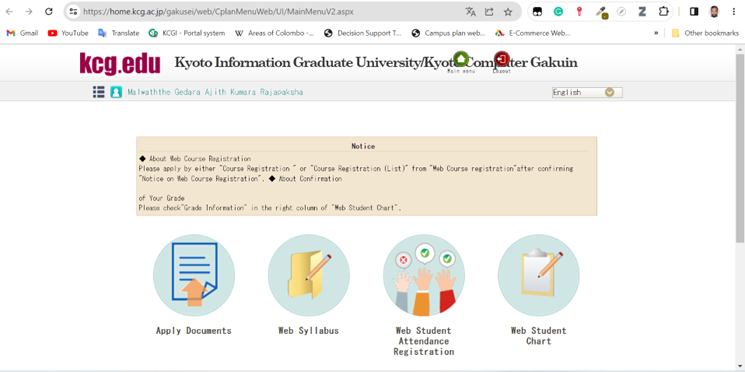 https://home.kcg.ac.jp/gakusei/web/CplanMenuWeb/UI/MainMenuV2.aspx
Gmail YouTube Translate KCGI - Portal system Areas of Colombo -... Decision Support T... Campus plan web... E-Commerce Web... » Other bookmarks
kcg.edu Kyoto Information Graduate University/Kyoto Computer Gakuin
Main menu Logout
Malwaththe Gedara Ajith Kumara Rajapaksha English
Notice
◆ About Web Course Registration
Please apply by either "Course Registration " or "Course Registration (List)" from "Web Course registration"after confirming
"Notice on Web Course Registration". ◆ About Confirmation
of Your Grade
Please check"Grade Information" in the right column of "Web Student Chart".
Apply Documents Web Syllabus Web Student Web Student
Attendance Chart
Registration